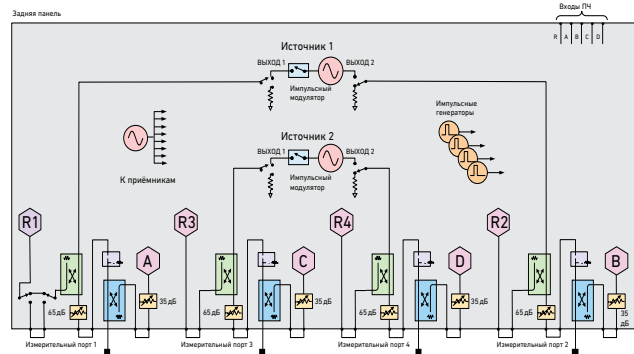 Задняя панель
Входы ПЧ
R A B C D
Источник 1
ВЫХОД 1
ВЫХОД 2
Импульсный
модулятор
Импульсные
генераторы
Источник 2
ВЫХОД 1
ВЫХОД 2
Импульсный
модулятор
К приёмникам
R1
R3
R4
R2
A
C
D
B
65 дБ
35 дБ
65 дБ
35 дБ
65 дБ
35 дБ
65 дБ
35
дБ
Измерительный порт 1
Измерительный порт 3
Измерительный порт 4
Измерительный порт 2